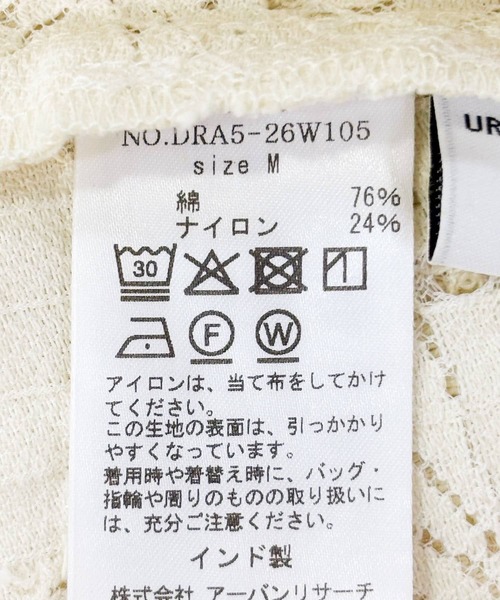 NO.DRA5-26W105
size M
綿 76%
ナイロン 24%
UR
30
F W
アイロンは、当て布をしてかけ
てください。
この生地の表面は、引っかかり
やすくなっています。
着用時や着替え時に、バッグ・
指輪や周りのものの取り扱いに
は、充分ご注意ください。
インド製
株式会社 アーバンリサーチ